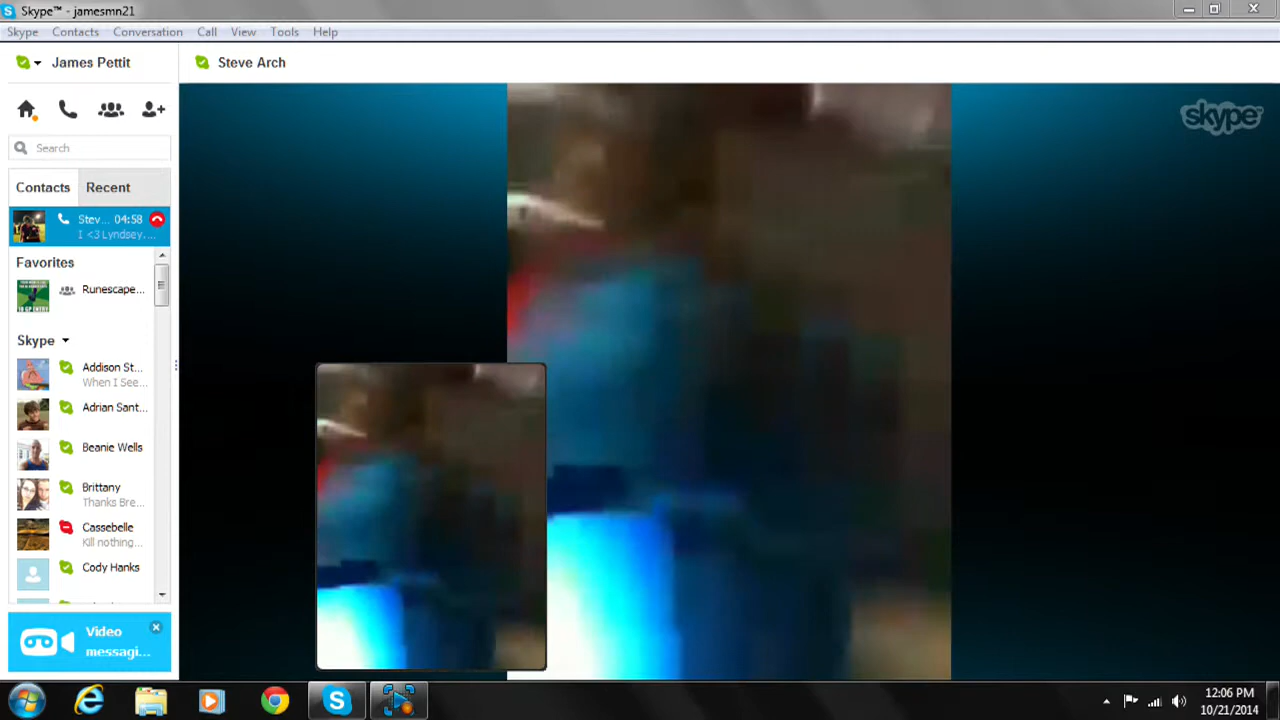 Skype™ - jamesmn21
Skype Contacts Conversation Call View Tools Help
James Pettit
Steve Arch
skype
Search
Contacts Recent
Stev... 04:58
I <3 Lyndsey....
Favorites
Runescape...
Skype
Addison St...
When I See...
Adrian Sant...
Beanie Wells
Brittany
Thanks Bre...
Cassebelle
Kill nothing...
Cody Hanks
Video
messagi...
12:06 PM
10/21/2014